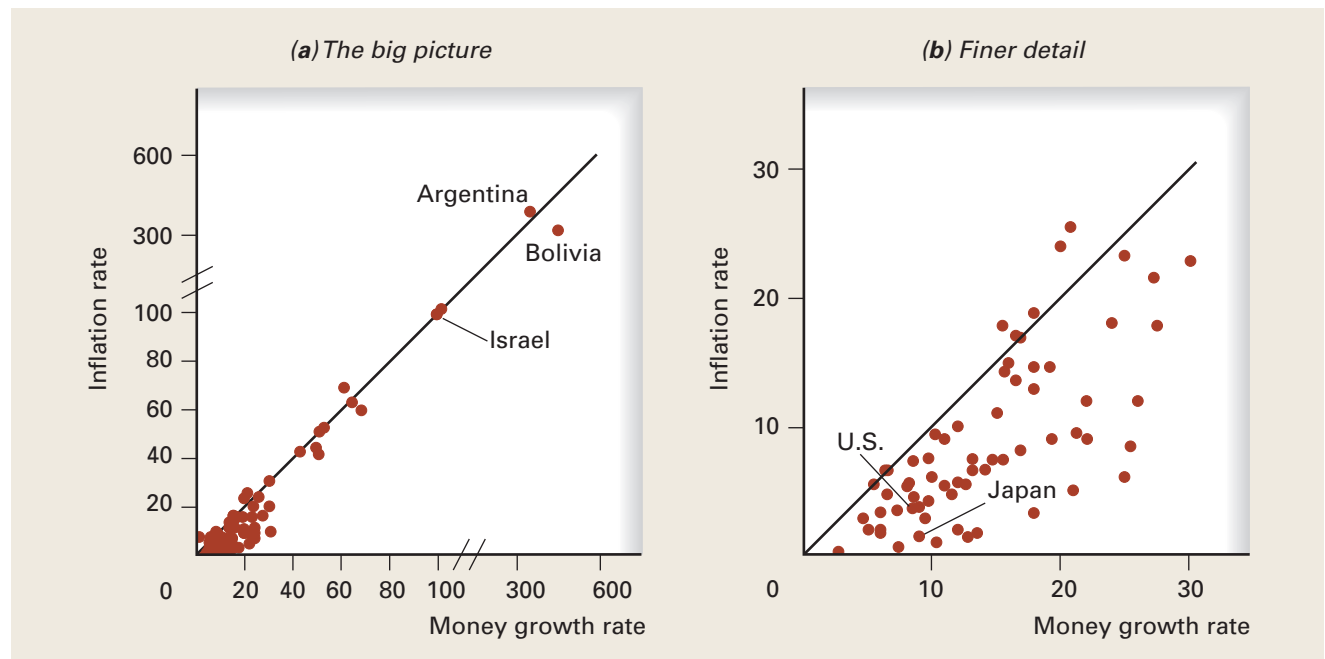 (a) The big picture
Inflation rate
600
300
100
80
60
40
20
0
20 40 60 80 100 300 600
Money growth rate
Argentina
Bolivia
Israel
(b) Finer detail
Inflation rate
30
20
10
0
10 20 30
Money growth rate
U.S.
Japan